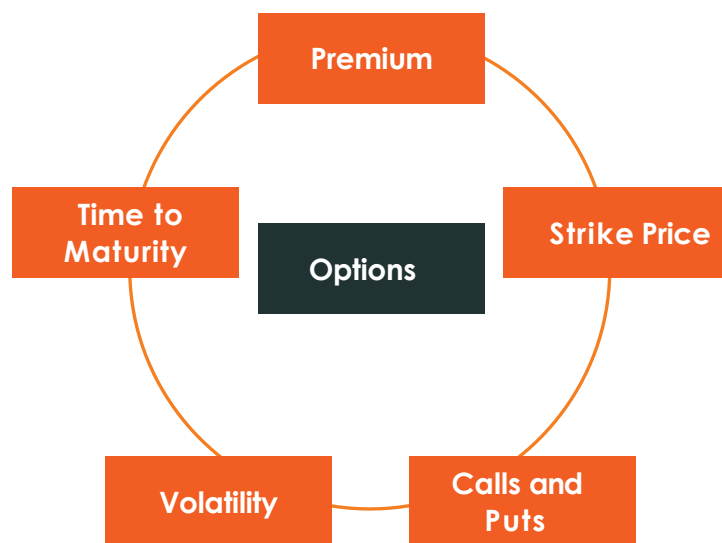 Premium
Time to
Maturity
Strike Price
Options
Volatility
Calls and
Puts